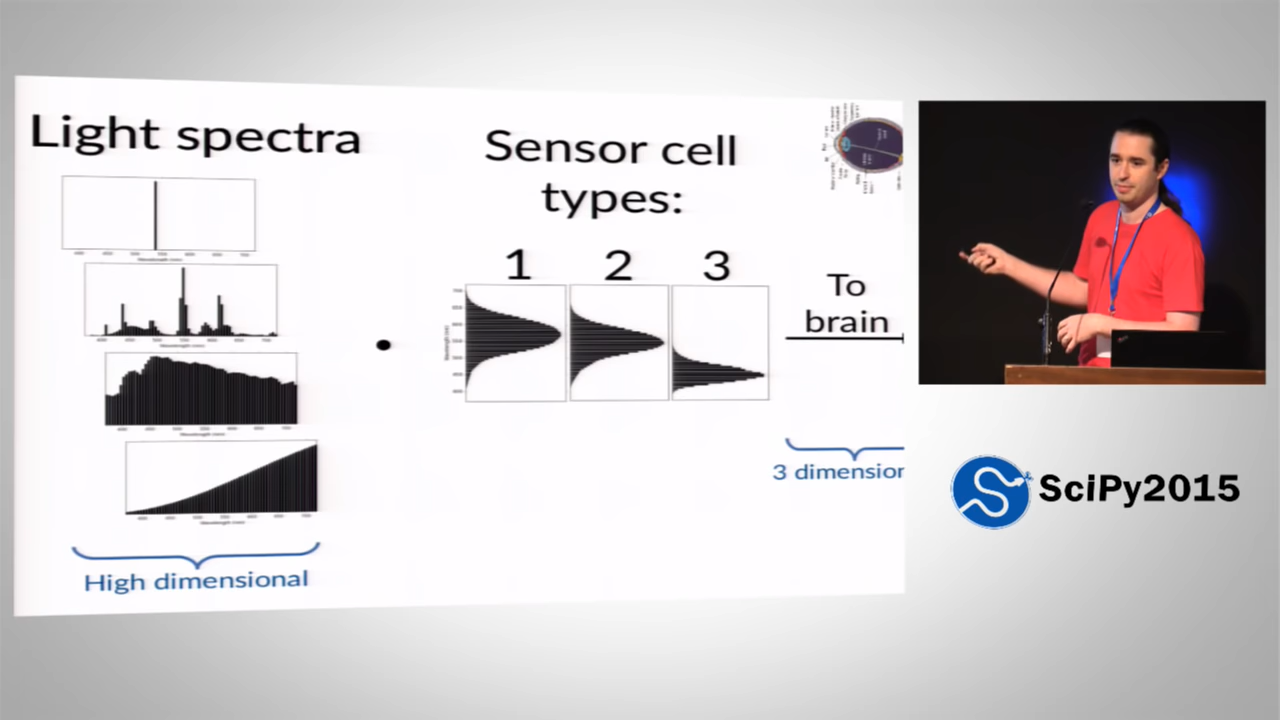 Light spectra
Sensor cell
types:
1 2 3
To
brain
3 dimension
High dimensional
SciPy2015